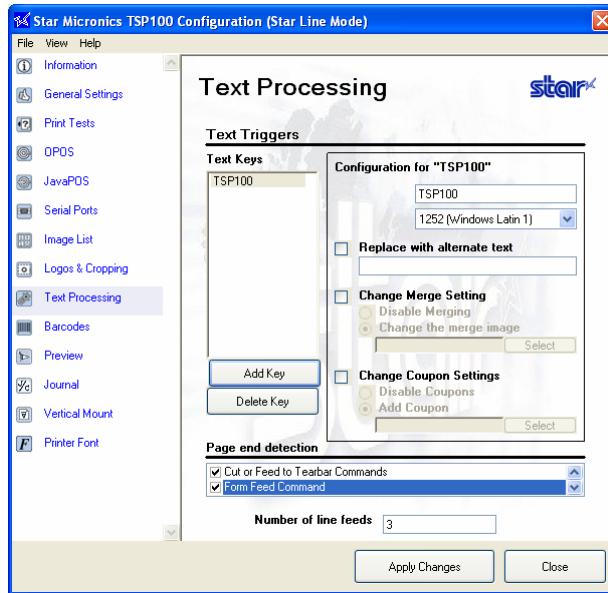 Star Micronics TSP100 Configuration (Star Line Mode)
File View Help
Information
General Settings
Print Tests
OPOS
JavaPOS
Serial Ports
Image List
Logos & Cropping
Text Processing
Barcodes
Preview
Journal
Vertical Mount
Printer Font
Text Processing
star
Text Triggers
Text Keys
TSP100
Add Key
Delete Key
Configuration for "TSP100"
TSP100
1252 (Windows Latin 1)
Replace with alternate text
Change Merge Setting
Disable Merging
Change the merge image
Select
Change Coupon Settings
Disable Coupons
Add Coupon
Select
Page end detection
Cut or Feed to Tearbar Commands
Form Feed Command
Number of line feeds 3
Apply Changes Close